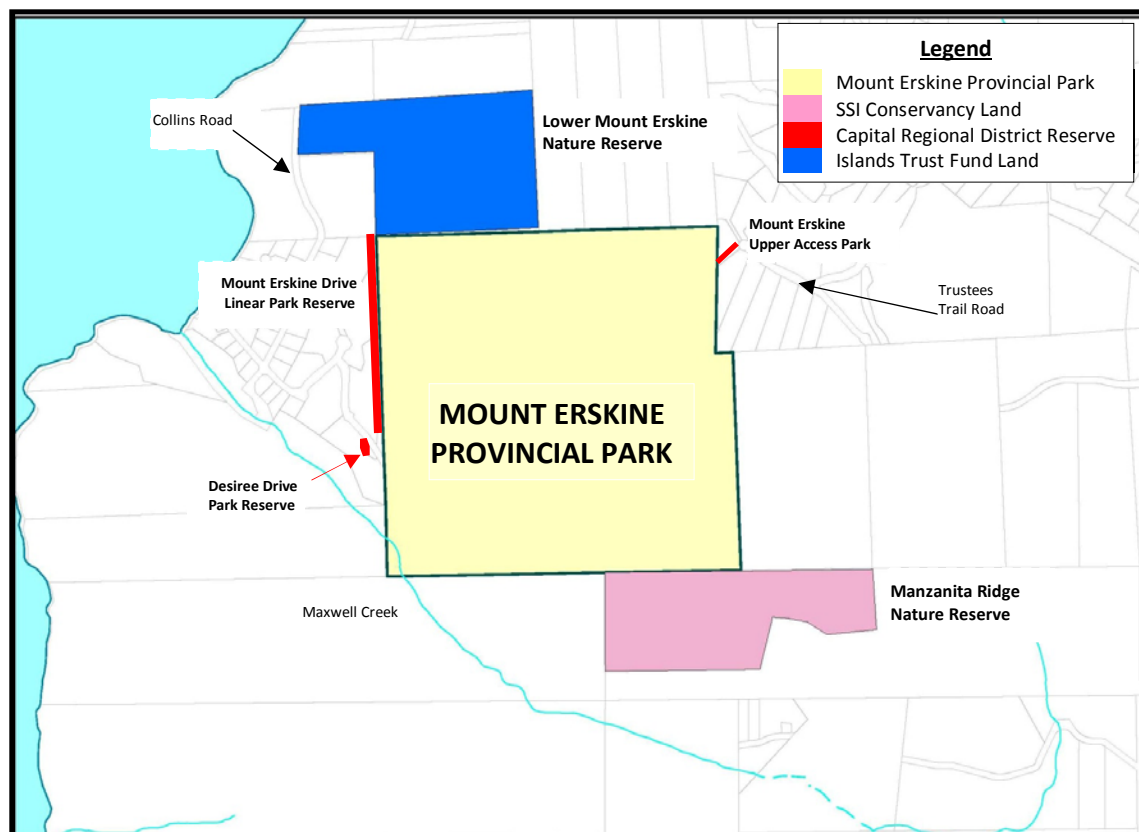 Legend
Mount Erskine Provincial Park
SSI Conservancy Land
Capital Regional District Reserve
Islands Trust Fund Land
Collins Road
Lower Mount Erskine
Nature Reserve
Mount Erskine
Upper Access Park
Mount Erskine Drive
Linear Park Reserve
Trustees
Trail Road
MOUNT ERSKINE
PROVINCIAL PARK
Desiree Drive
Park Reserve
Maxwell Creek
Manzanita Ridge
Nature Reserve